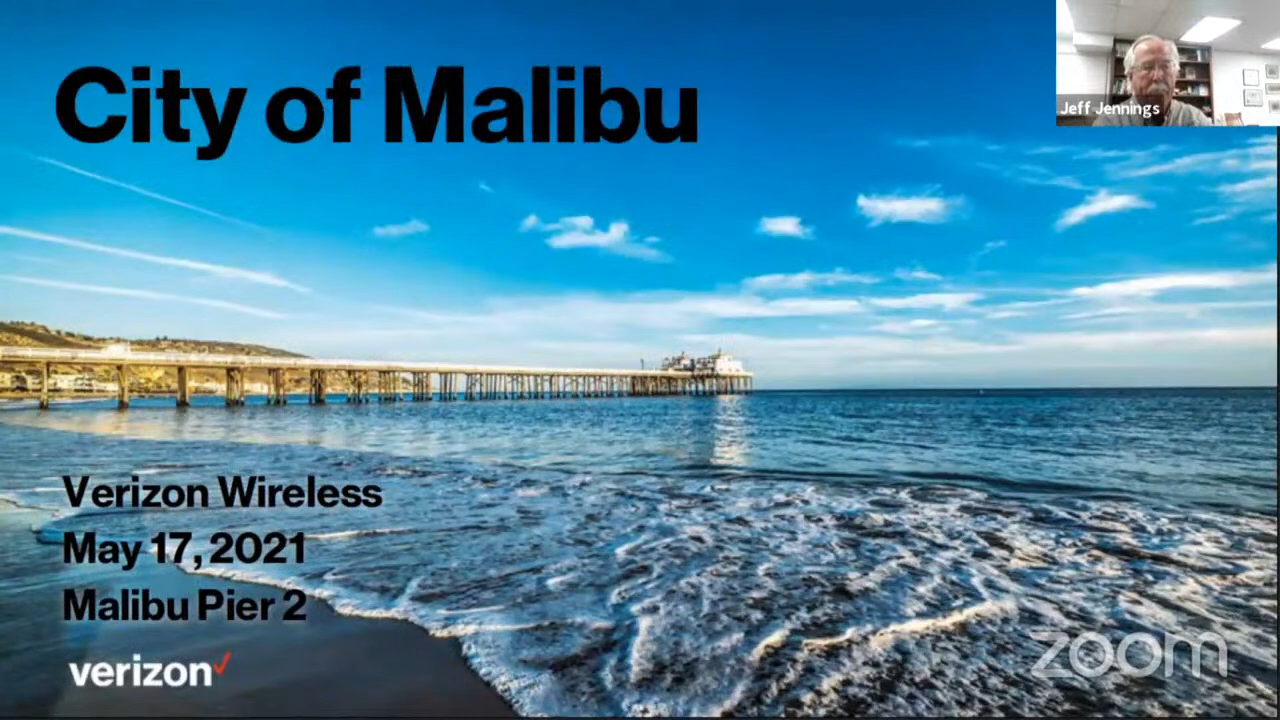 City of Malibu
Jeff Jennings
Verizon Wireless
May 17, 2021
Malibu Pier 2
verizon
zoom